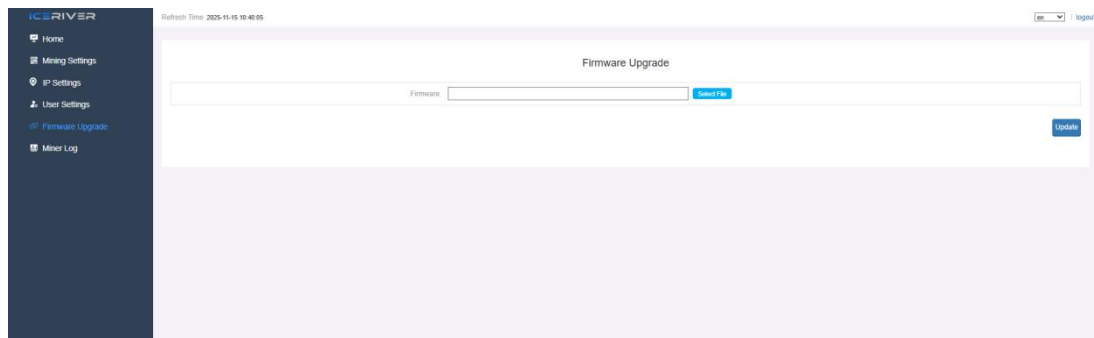 ICERIVER
Home
Mining Settings
IP Settings
User Settings
Firmware Upgrade
Miner Log
Refresh Time 2025-11-15 10:40:05
en | logout
Firmware Upgrade
Firmware Select File
Update